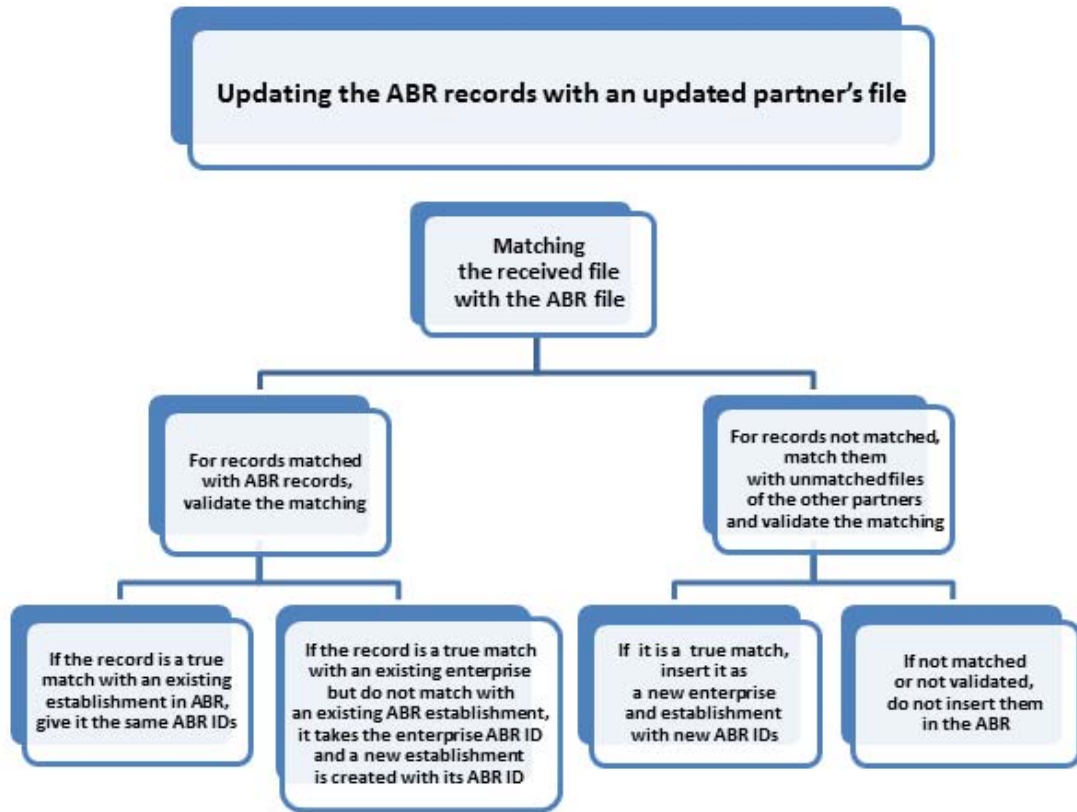 Updating the ABR records with an updated partner's file
Matching
the received file
with the ABR file
For records matched
with ABR records,
validate the matching
For records not matched,
match them
with unmatched files
of the other partners
and validate the matching
If the record is a true
match with an existing
establishment in ABR,
give it the same ABR IDs
If the record is a true match
with an existing enterprise
but do not match with
an existing ABR establishment,
it takes the enterprise ABR ID
and a new establishment
is created with its ABR ID
If it is a true match,
insert it as
a new enterprise
and establishment
with new ABR IDs
If not matched
or not validated,
do not insert them
in the ABR